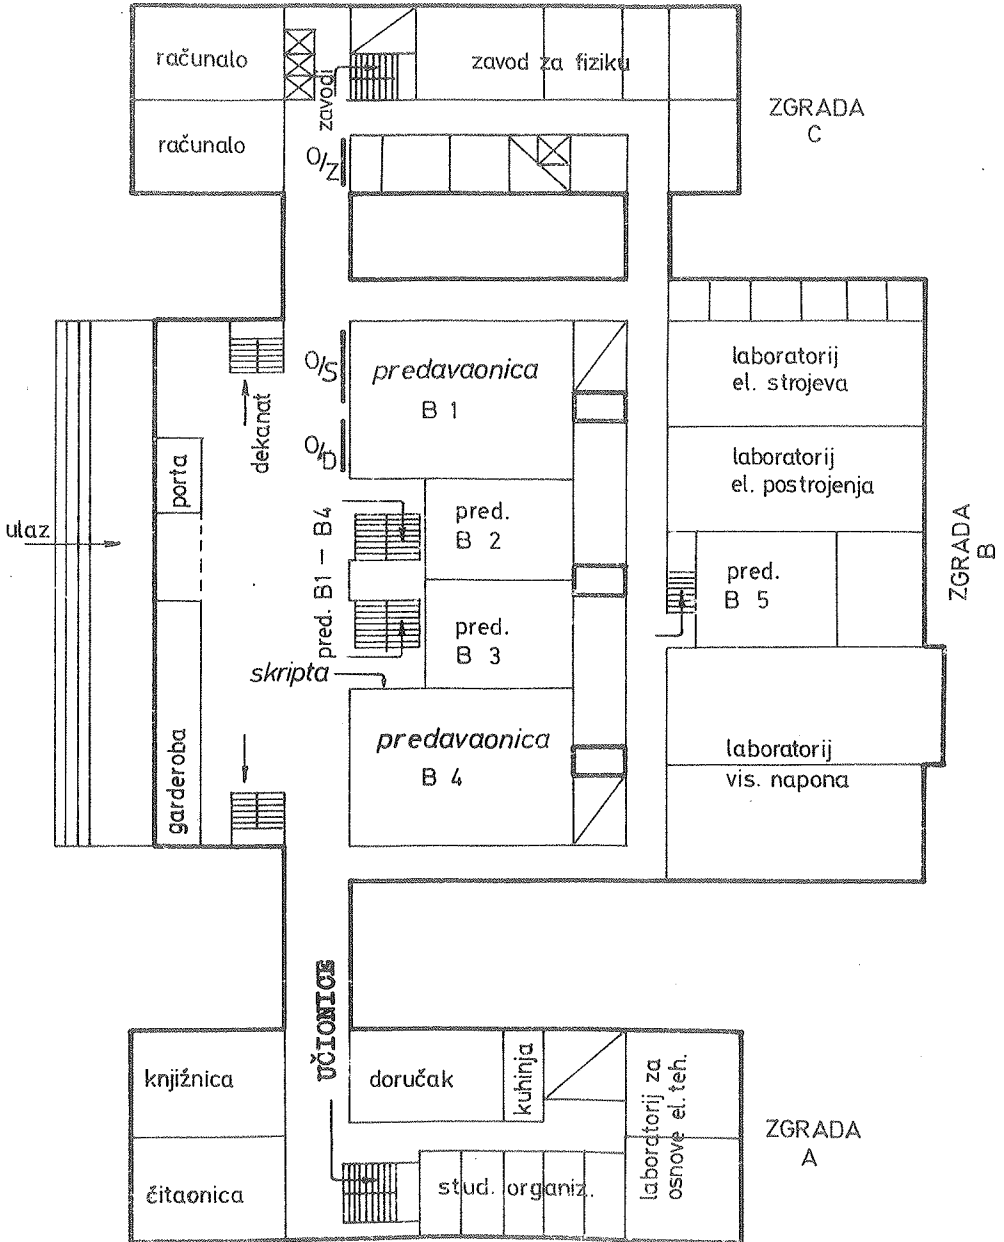 računalo
zavodi
zavod za fiziku
ZGRADA
C
računalo
O/Z
O/S
predavaonica
B 1
laboratorij
el. strojeva
dekanat
O/D
porta
laboratorij
el. postrojenja
ulaz
pred. B1 – B4
pred.
B 2
ZGRADA
B
pred.
B 5
pred.
B 3
skripta
predavaonica
B 4
laboratorij
vis. napona
garderoba
UČIONICE
knjižnica
doručak
kuhinja
laboratorij za
osnove el. teh.
ZGRADA
A
čitaonica
stud. organiz.